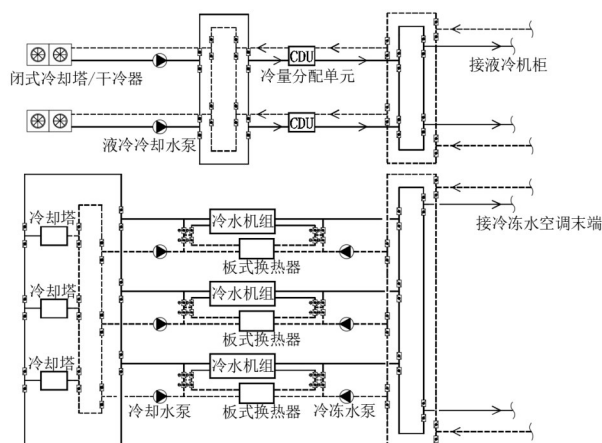 CDU
闭式冷却塔/干冷器
冷量分配单元
接液冷机柜
CDU
液冷冷却水泵
冷却塔
冷水机组
接冷冻水空调末端
板式换热器
冷却塔
冷水机组
板式换热器
冷却塔
冷水机组
冷却水泵
板式换热器
冷冻水泵